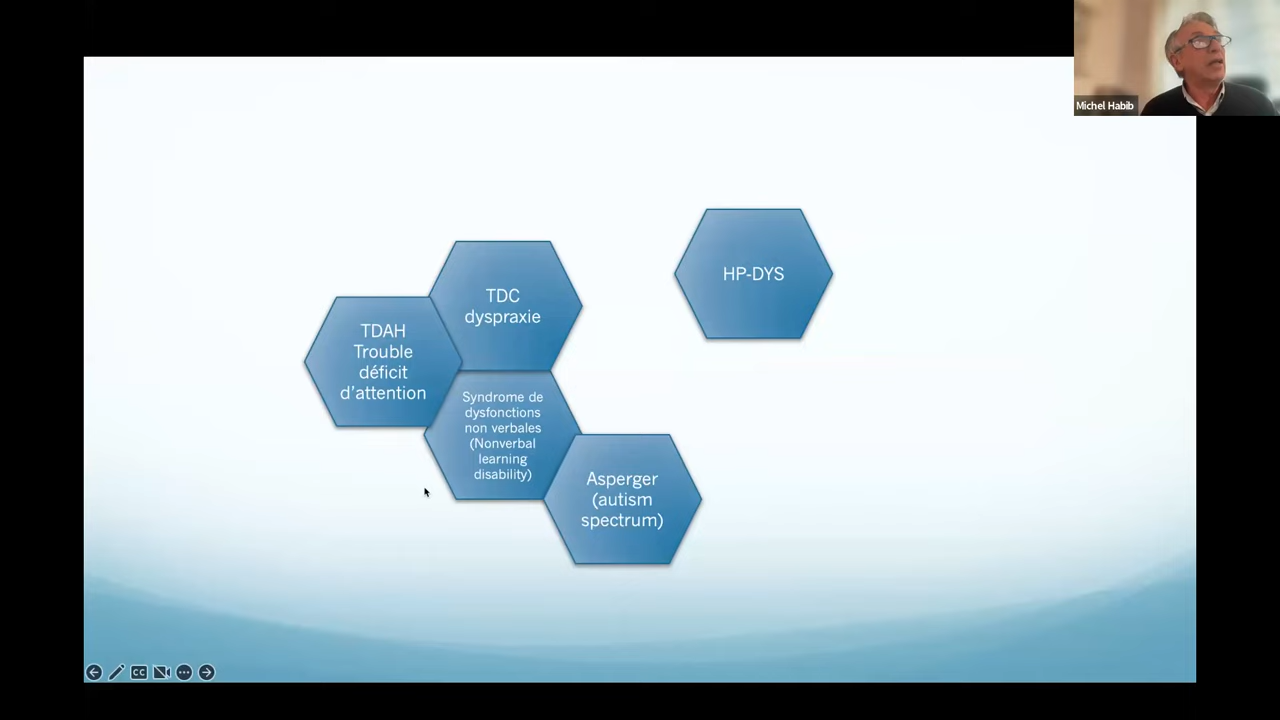 Michel Habib
HP-DYS
TDC
dyspraxie
TDAH
Trouble
déficit
d'attention
Syndrome de
dysfonctions
non verbales
(Nonverbal
learning
disability)
Asperger
(autism
spectrum)
CC